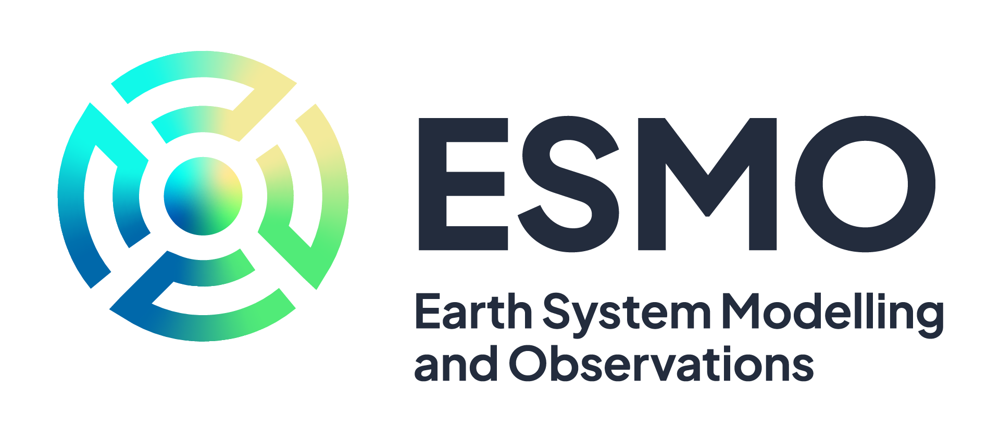 ESMO
Earth System Modelling
and Observations